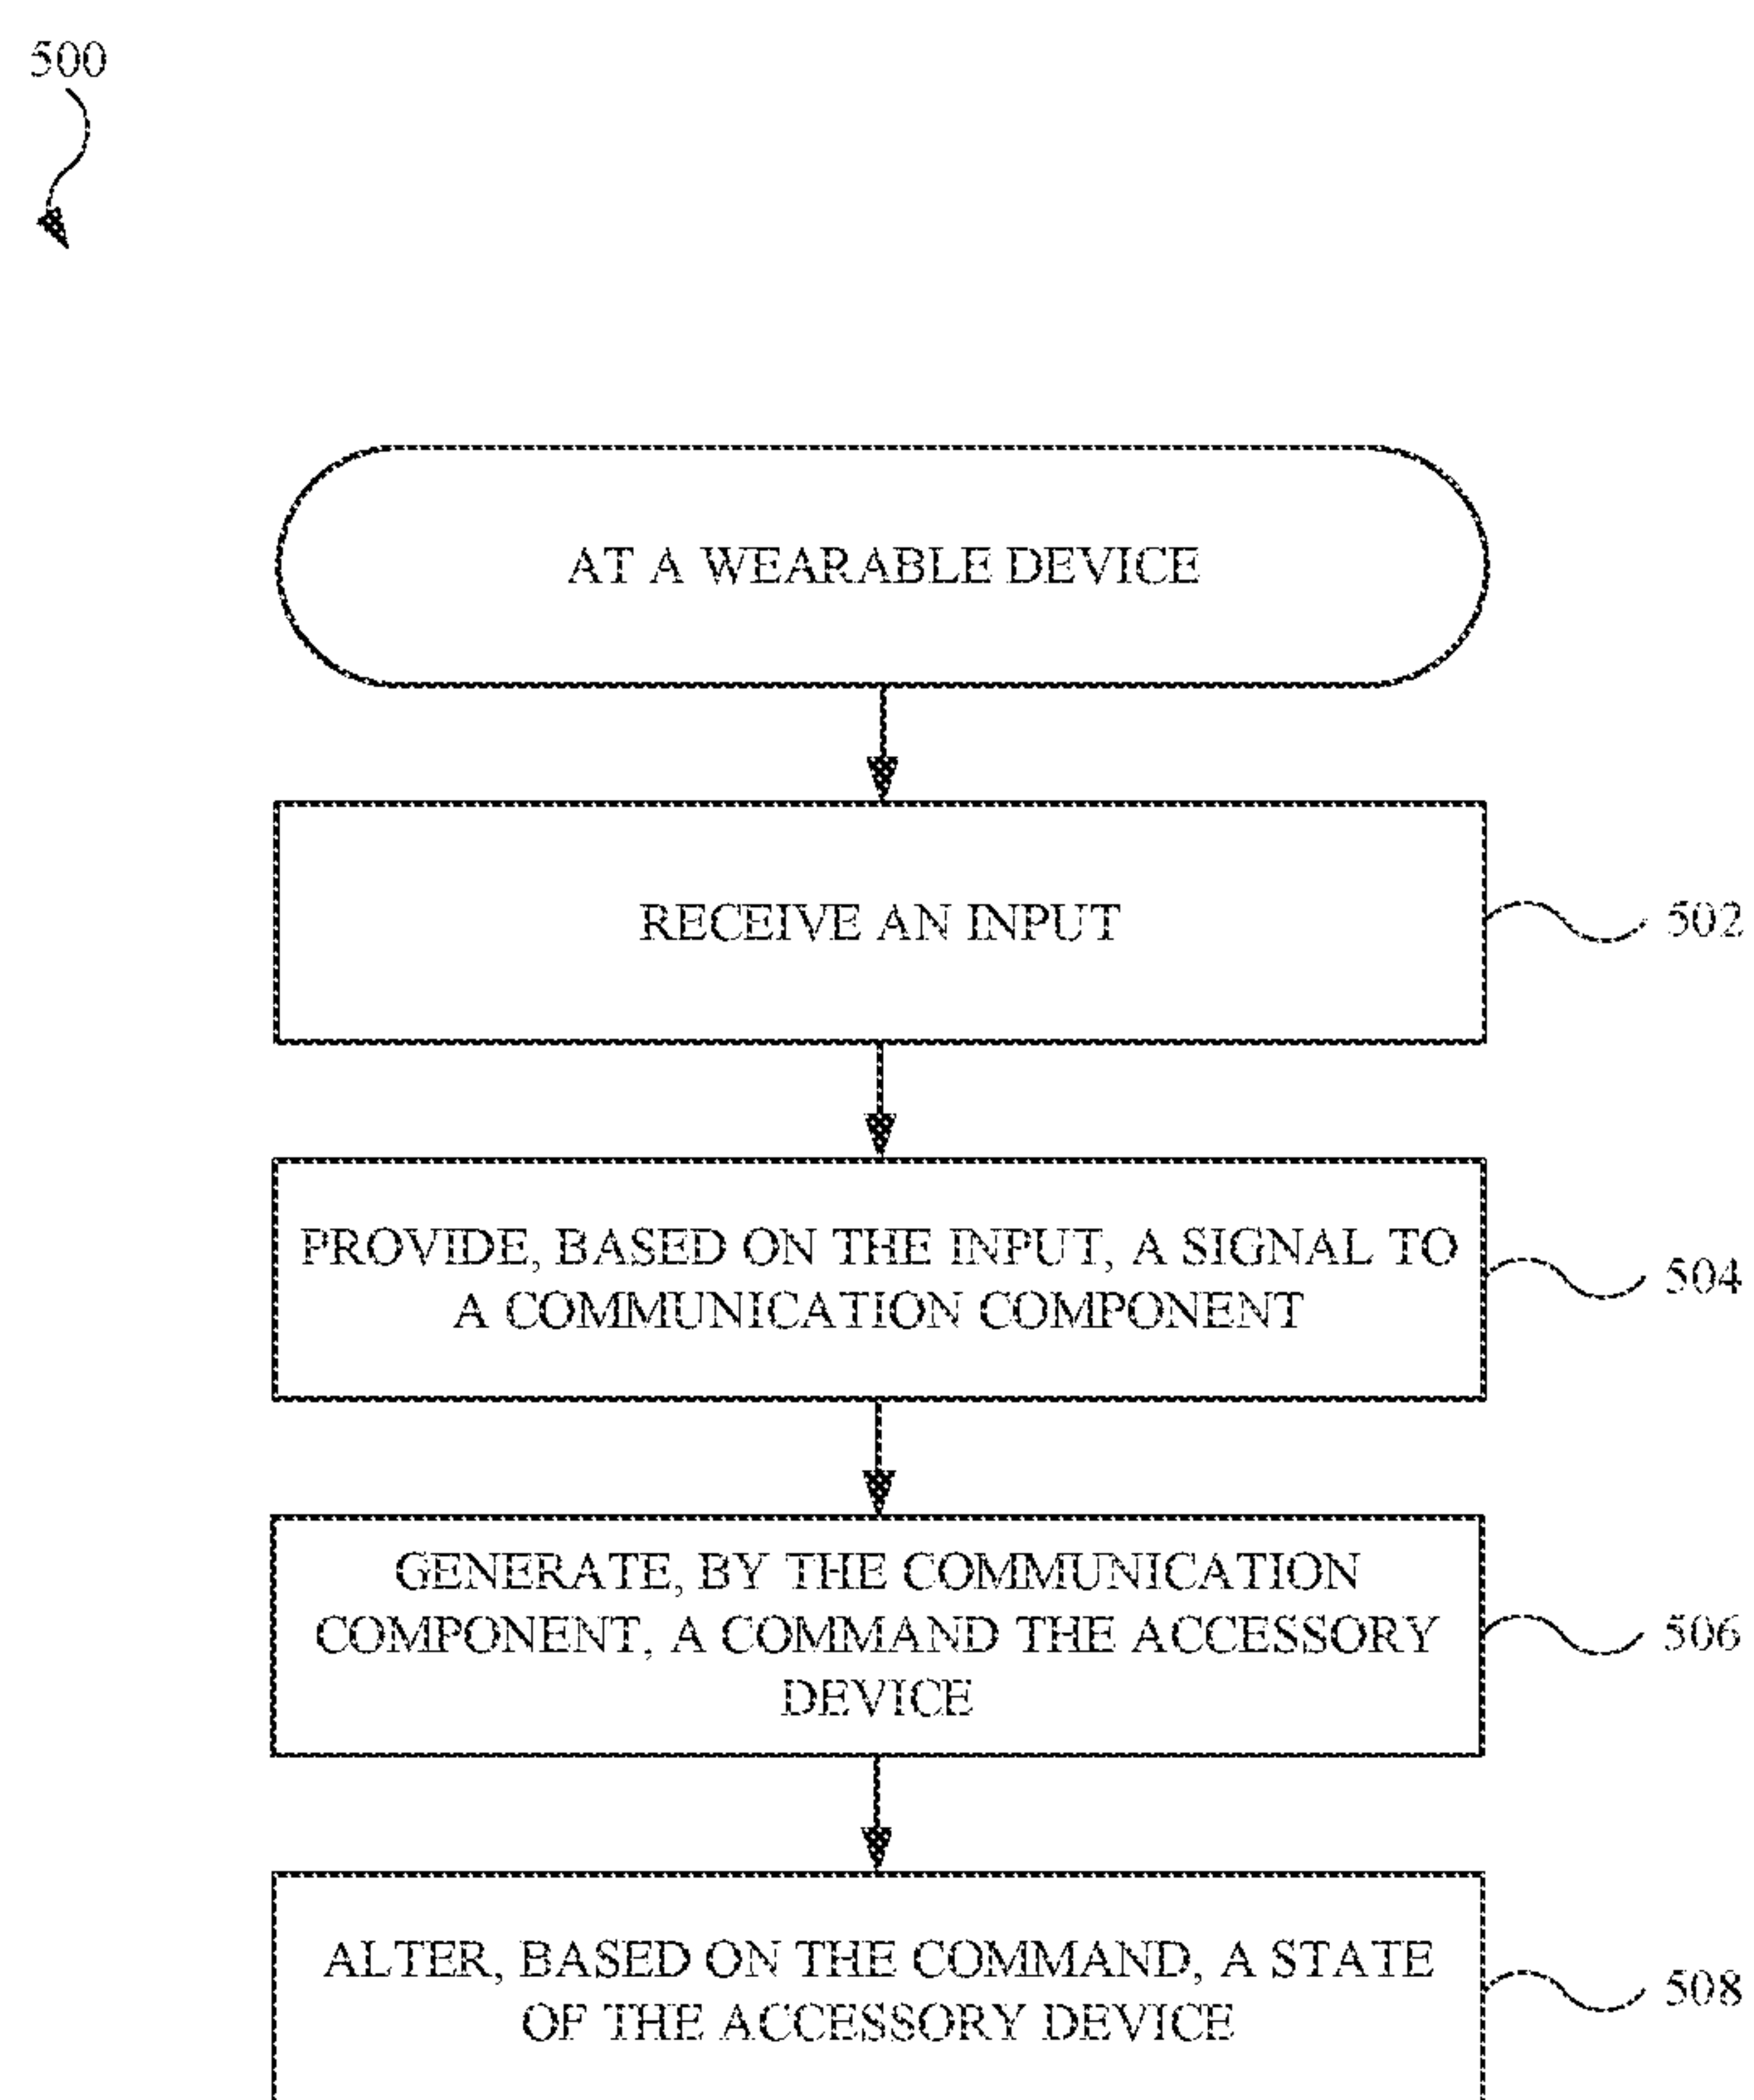 500
AT A WEARABLE DEVICE
RECEIVE AN INPUT
502
PROVIDE, BASED ON THE INPUT, A SIGNAL TO
A COMMUNICATION COMPONENT
504
GENERATE, BY THE COMMUNICATION
COMPONENT, A COMMAND THE ACCESSORY
DEVICE
506
ALTER, BASED ON THE COMMAND, A STATE
OF THE ACCESSORY DEVICE
508